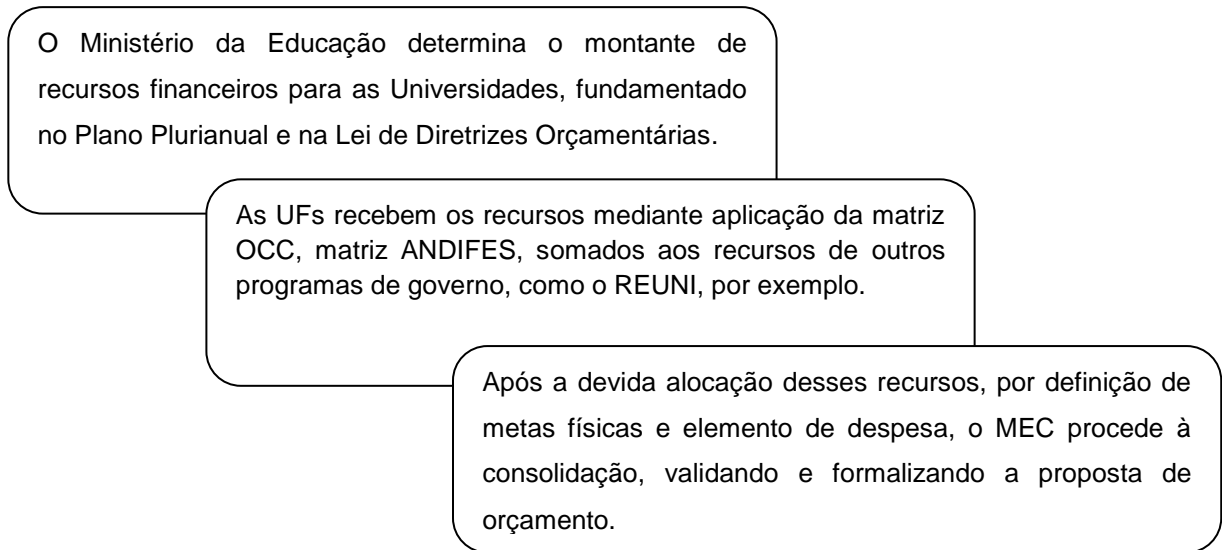 O Ministério da Educação determina o montante de
recursos financeiros para as Universidades, fundamentado
no Plano Plurianual e na Lei de Diretrizes Orçamentárias.
As UFs recebem os recursos mediante aplicação da matriz
OCC, matriz ANDIFES, somados aos recursos de outros
programas de governo, como o REUNI, por exemplo.
Após a devida alocação desses recursos, por definição de
metas físicas e elemento de despesa, o MEC procede à
consolidação, validando e formalizando a proposta de
orçamento.